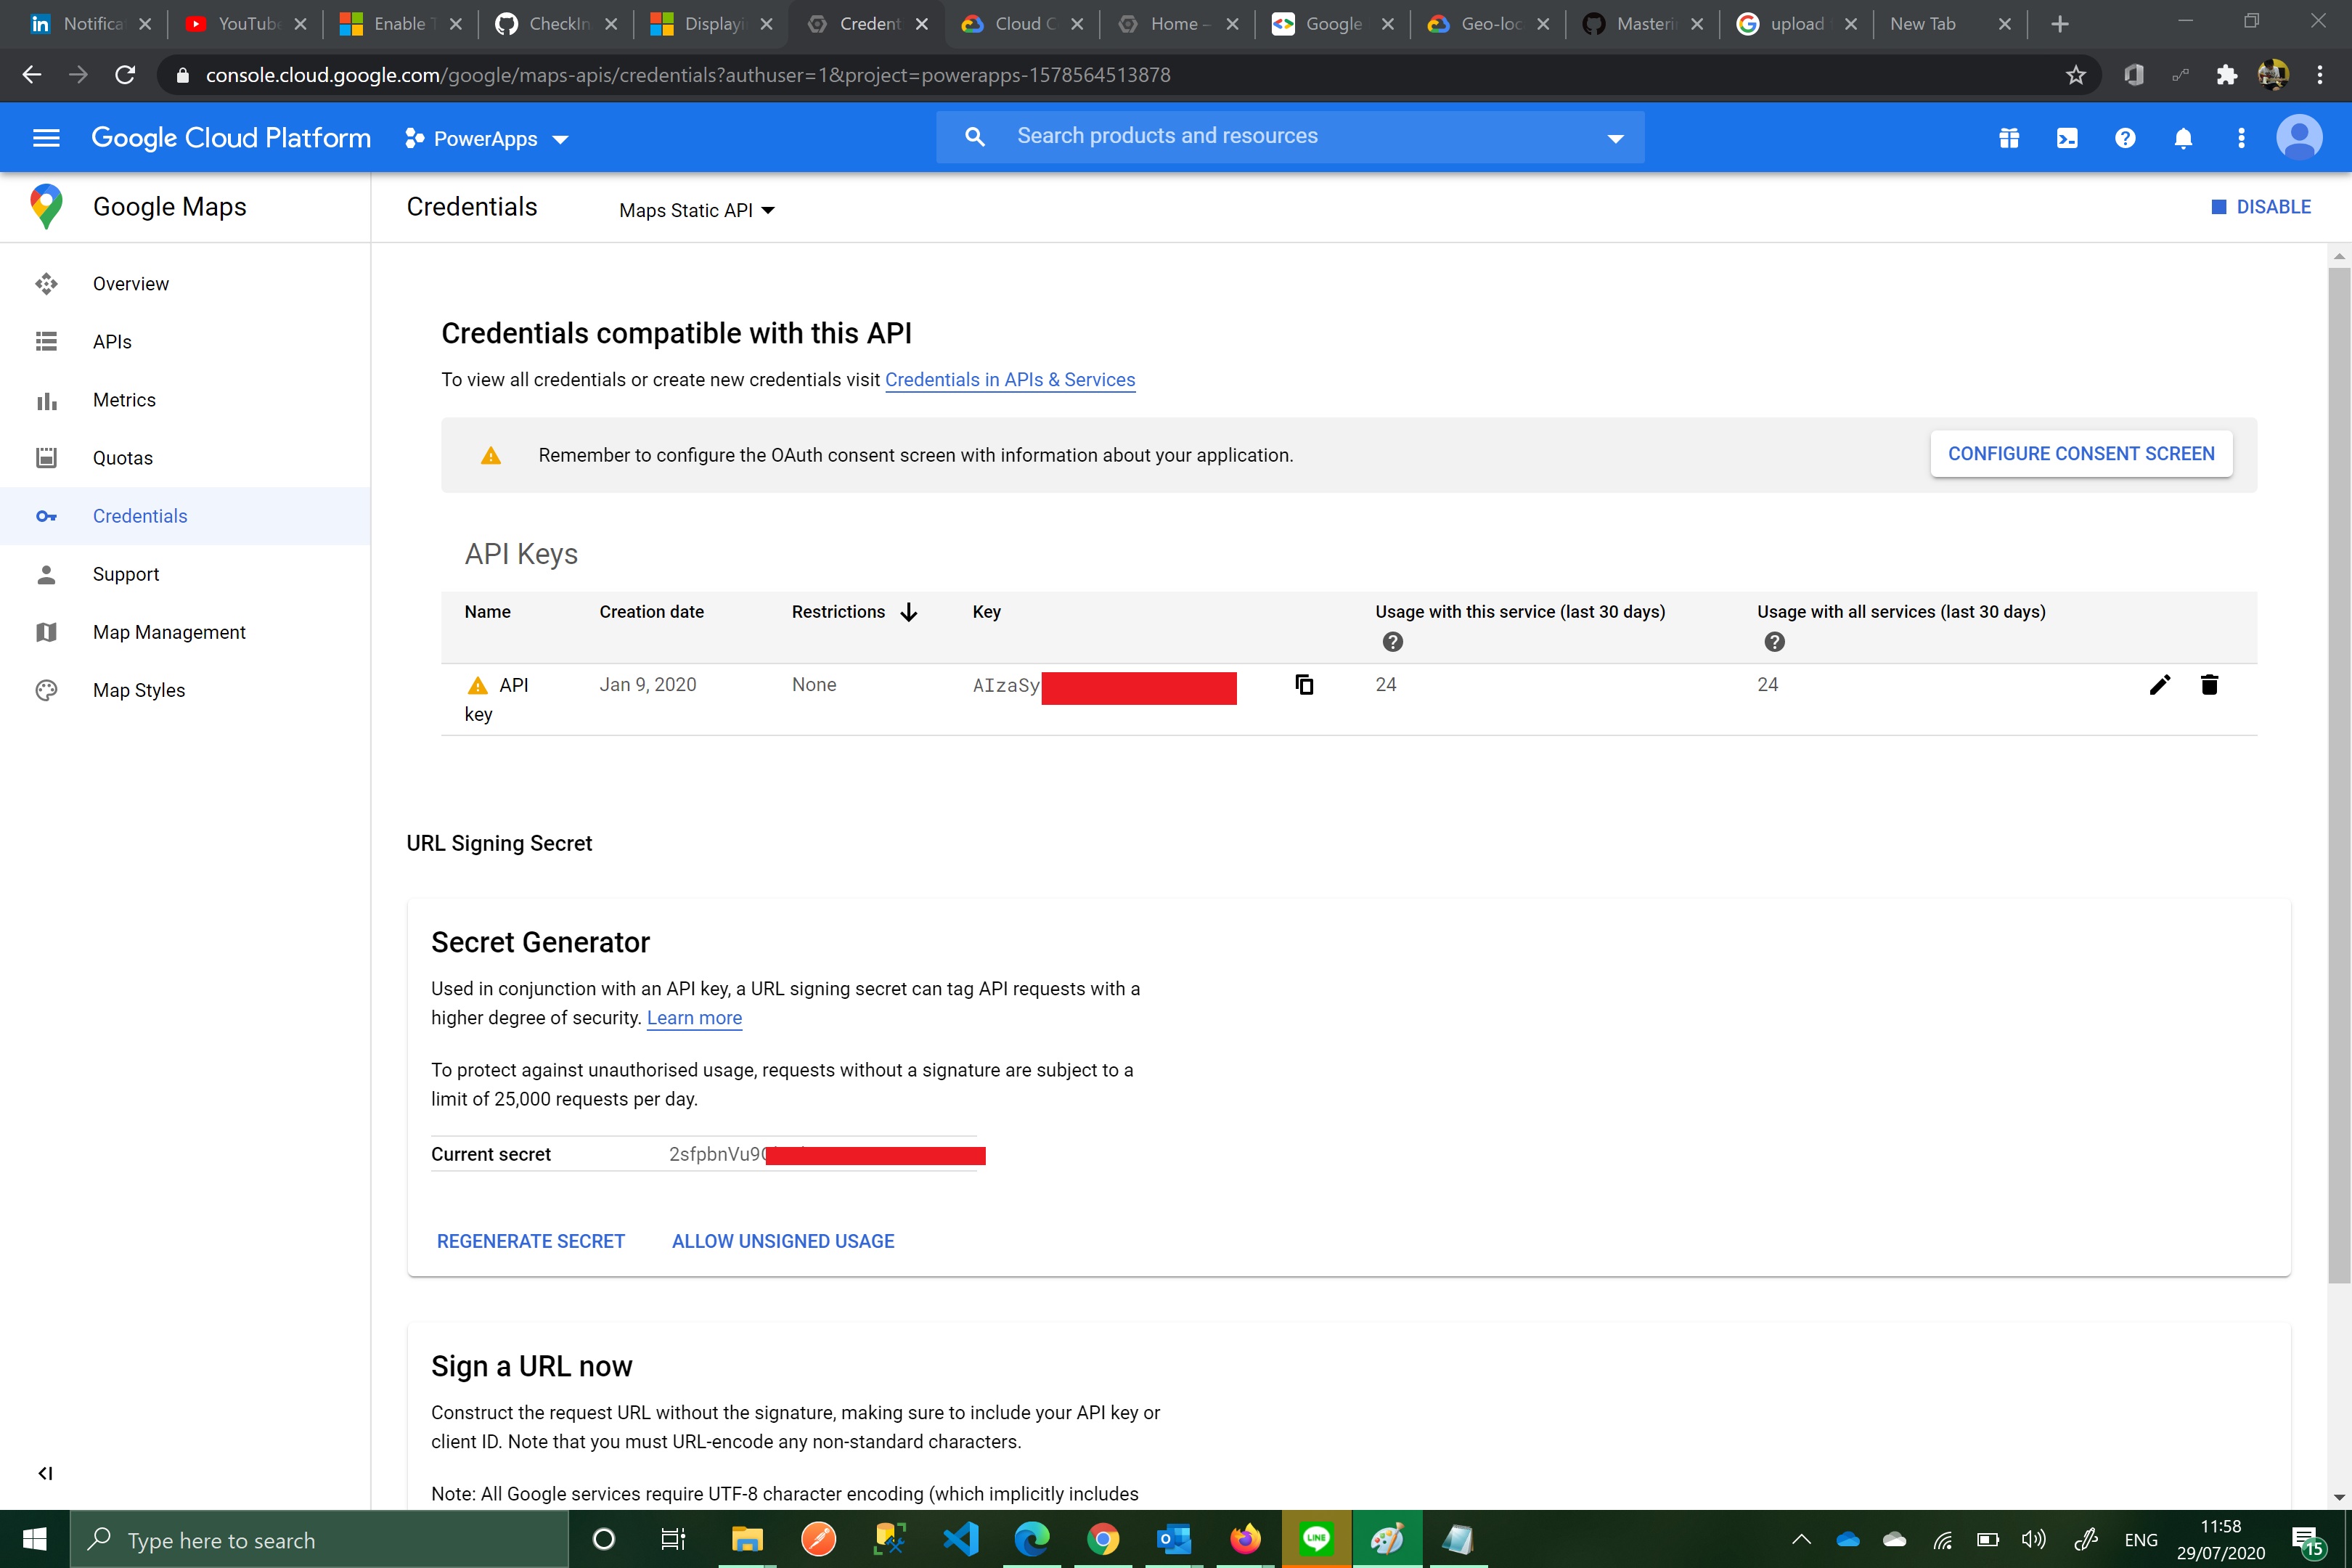 Notifica
YouTube
Enable T
CheckIn
Displayi
Credent
Cloud C
Home –
Google
Geo-loc
Masterin
upload
New Tab
console.cloud.google.com/google/maps-apis/credentials?authuser=1&project=powerapps-1578564513878
Google Cloud Platform
PowerApps
Search products and resources
Google Maps
Credentials
Maps Static API
DISABLE
Overview
APIs
Metrics
Quotas
Credentials
Support
Map Management
Map Styles
Credentials compatible with this API
To view all credentials or create new credentials visit Credentials in APIs & Services
Remember to configure the OAuth consent screen with information about your application.
CONFIGURE CONSENT SCREEN
API Keys
Name Creation date Restrictions Key Usage with this service (last 30 days) Usage with all services (last 30 days)
API key Jan 9, 2020 None AIzaSy 24 24
URL Signing Secret
Secret Generator
Used in conjunction with an API key, a URL signing secret can tag API requests with a
higher degree of security. Learn more
To protect against unauthorised usage, requests without a signature are subject to a
limit of 25,000 requests per day.
Current secret 2sfpbnVu9
REGENERATE SECRET ALLOW UNSIGNED USAGE
Sign a URL now
Construct the request URL without the signature, making sure to include your API key or
client ID. Note that you must URL-encode any non-standard characters.
Note: All Google services require UTF-8 character encoding (which implicitly includes
Type here to search
LINE
ENG
11:58
29/07/2020
15